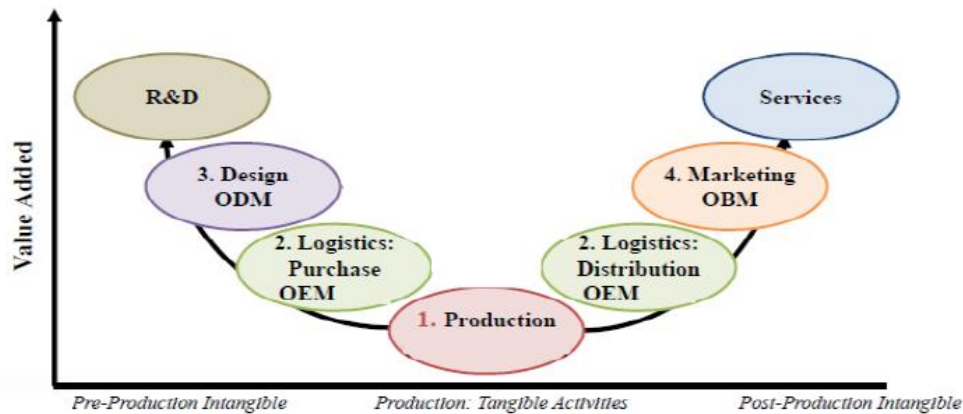 Value Added
R&D
Services
3. Design
ODM
4. Marketing
OBM
2. Logistics:
Purchase
OEM
2. Logistics:
Distribution
OEM
1. Production
Pre-Production Intangible
Production: Tangible Activities
Post-Production Intangible